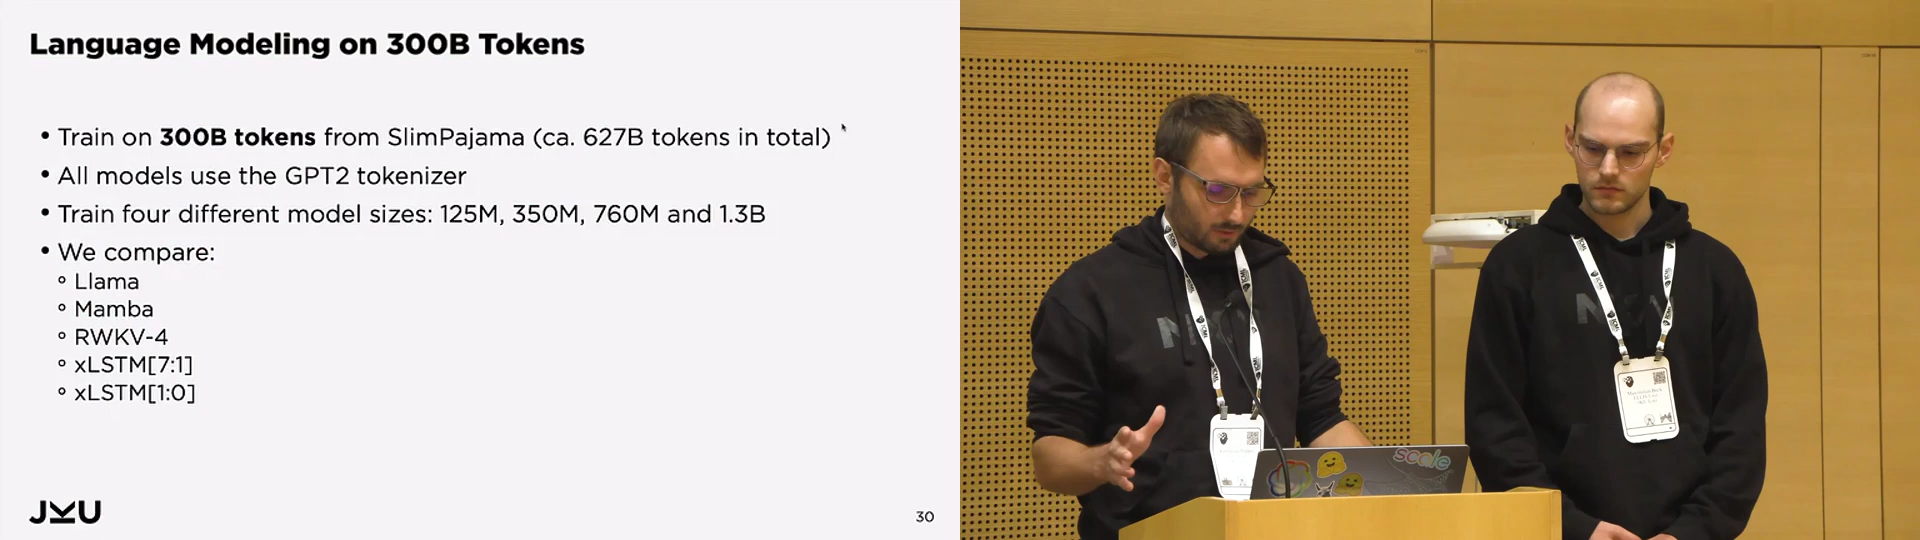 Language Modeling on 300B Tokens
• Train on 300B tokens from SlimPajama (ca. 627B tokens in total)
• All models use the GPT2 tokenizer
• Train four different model sizes: 125M, 350M, 760M and 1.3B
• We compare:
∘ Llama
∘ Mamba
∘ RWKV-4
∘ xLSTM[7:1]
∘ xLSTM[1:0]
JKU
30
ICML
scale